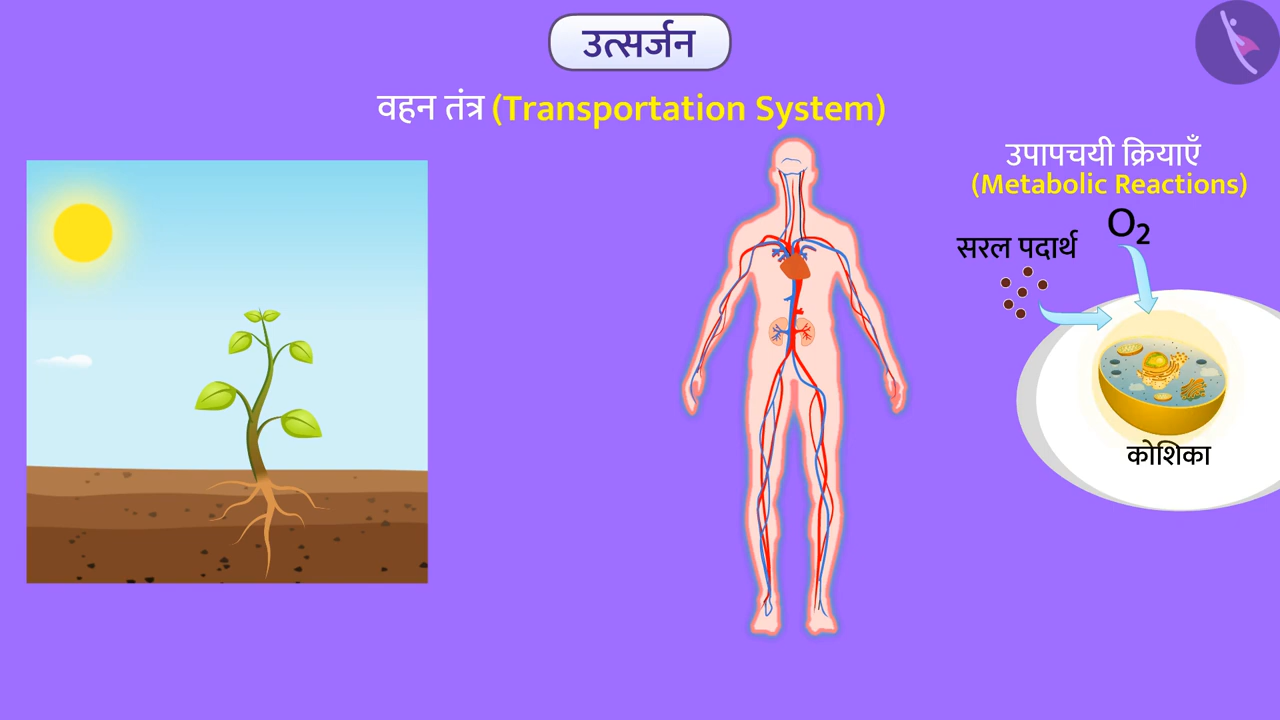 उत्सर्जन
वहन तंत्र (Transportation System)
उपापचयी क्रियाएँ
(Metabolic Reactions)
सरल पदार्थ
O₂
कोशिका